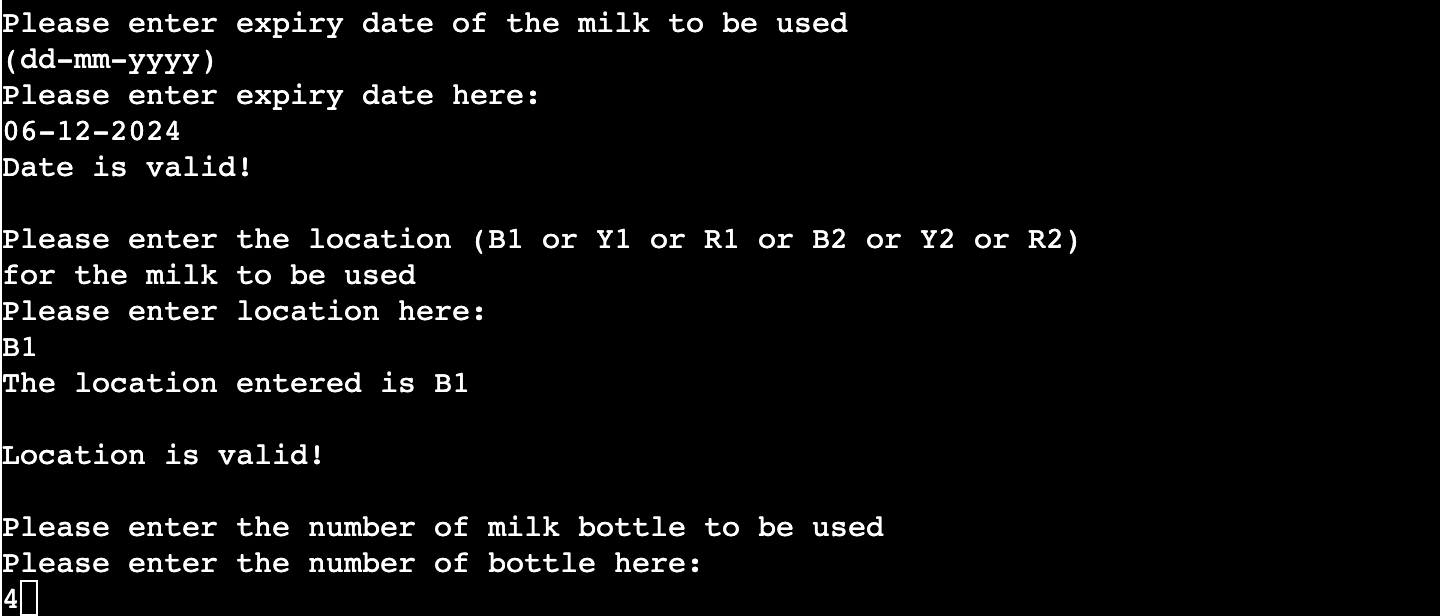 Please enter expiry date of the milk to be used
(dd-mm-yyyy)
Please enter expiry date here:
06-12-2024
Date is valid!
Please enter the location (B1 or Y1 or R1 or B2 or Y2 or R2)
for the milk to be used
Please enter location here:
B1
The location entered is B1
Location is valid!
Please enter the number of milk bottle to be used
Please enter the number of bottle here:
4